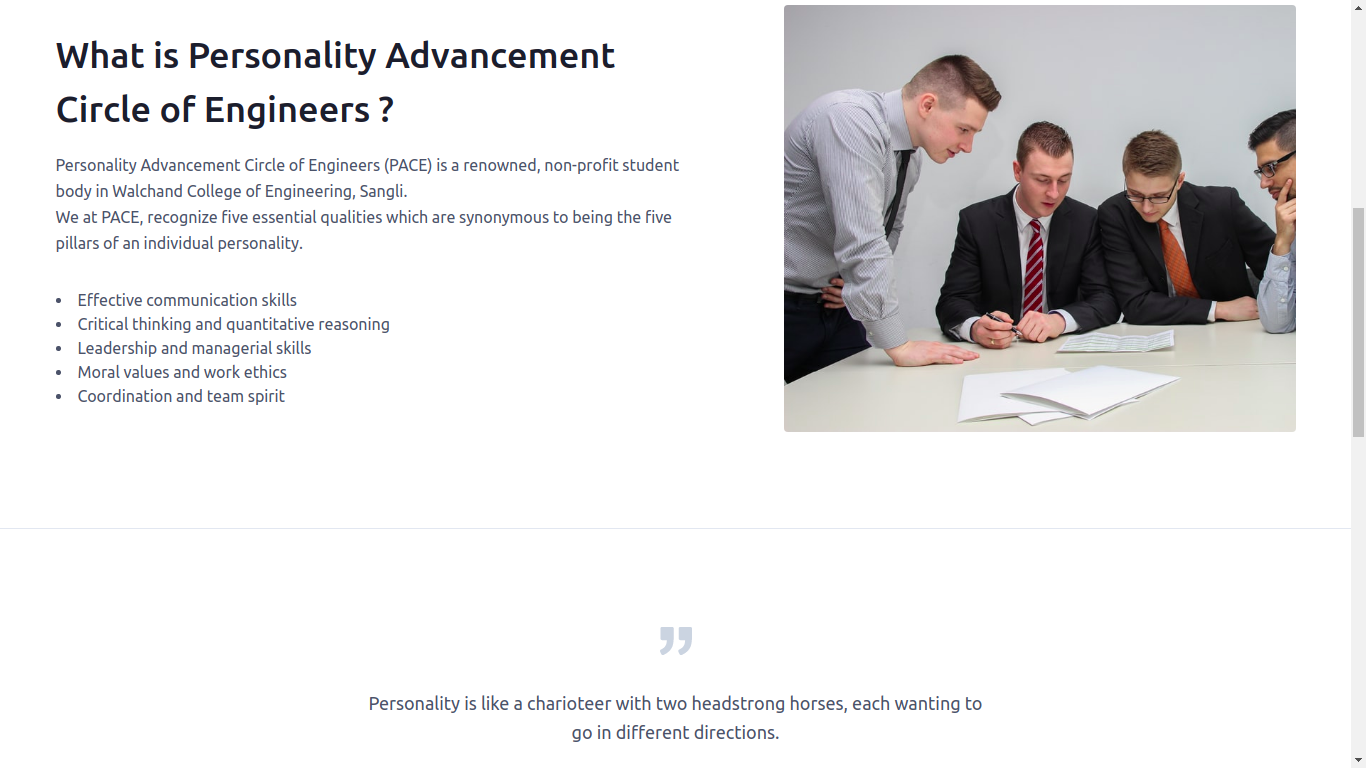 What is Personality Advancement
Circle of Engineers ?
Personality Advancement Circle of Engineers (PACE) is a renowned, non-profit student
body in Walchand College of Engineering, Sangli.
We at PACE, recognize five essential qualities which are synonymous to being the five
pillars of an individual personality.
• Effective communication skills
• Critical thinking and quantitative reasoning
• Leadership and managerial skills
• Moral values and work ethics
• Coordination and team spirit
”
Personality is like a charioteer with two headstrong horses, each wanting to
go in different directions.